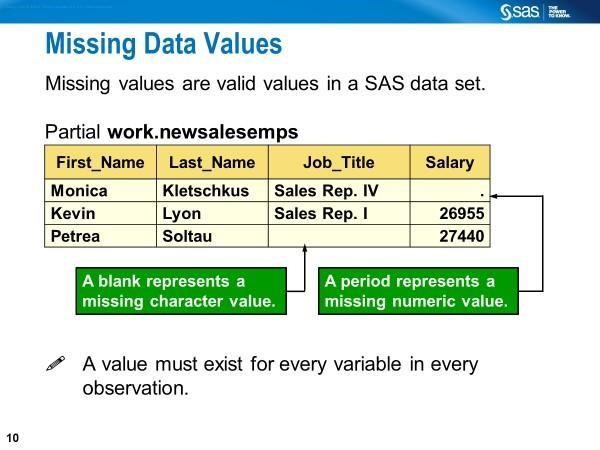 sas THE POWER TO KNOW.
Missing Data Values
Missing values are valid values in a SAS data set.
Partial work.newsalesemps
First_Name Last_Name Job_Title Salary
Monica Kletschkus Sales Rep. IV .
Kevin Lyon Sales Rep. I 26955
Petrea Soltau 27440
A blank represents a
missing character value.
A period represents a
missing numeric value.
A value must exist for every variable in every
observation.
10